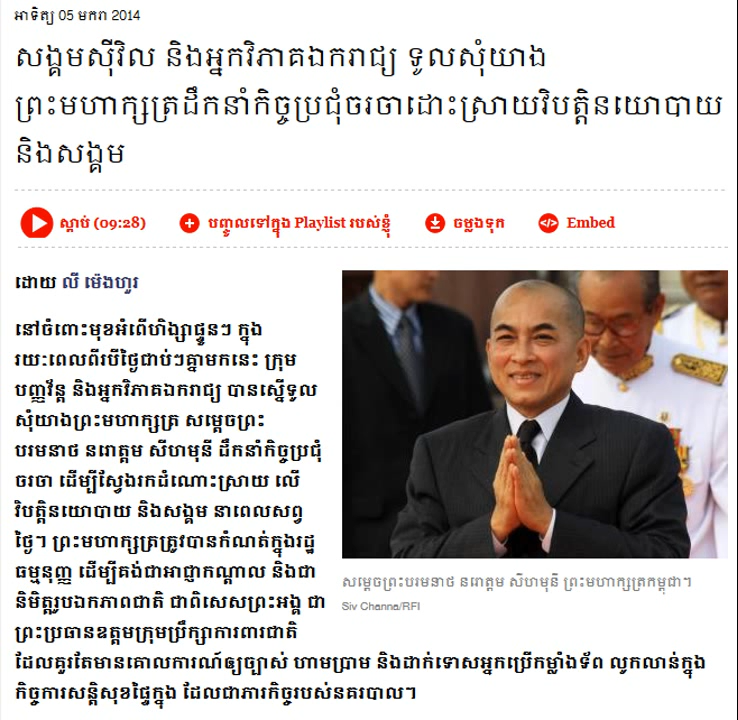 អាទិត្យ 05 មករា 2014
សង្គមស៊ីវិល និងអ្នកវិភាគឯករាជ្យ ទូលសុំយាង
ព្រះមហាក្សត្រដឹកនាំកិច្ចប្រជុំចរចាដោះស្រាយវិបត្តិនយោបាយ
និងសង្គម
ស្តាប់ (09:28)
បញ្ចូលទៅក្នុង Playlist របស់ខ្ញុំ
ចម្លងទុក
Embed
ដោយ លី ម៉េងហួរ
នៅចំពោះមុខអំពើហិង្សាផ្ទួនៗ ក្នុង
រយៈពេលពីរបីថ្ងៃជាប់ៗគ្នាមកនេះ ក្រុម
បញ្ញវ័ន្ត និងអ្នកវិភាគឯករាជ្យ បានស្នើទូល
សុំយាងព្រះមហាក្សត្រ សម្តេចព្រះ
បរមនាថ នរោត្តម សីហមុនី ដឹកនាំកិច្ចប្រជុំ
ចរចា ដើម្បីស្វែងរកដំណោះស្រាយ លើ
វិបត្តិនយោបាយ និងសង្គម នាពេលសព្វ
ថ្ងៃ។ ព្រះមហាក្សត្រត្រូវបានកំណត់ក្នុងរដ្ឋ
ធម្មនុញ្ញ ដើម្បីគង់ជាអាជ្ញាកណ្តាល និងជា
និមិត្តរូបឯកភាពជាតិ ជាពិសេសព្រះអង្គ ជា
ព្រះប្រធានឧត្តមក្រុមប្រឹក្សាការពារជាតិ
ដែលគួរតែមានគោលការណ៍ឲ្យច្បាស់ ហាមប្រាម និងដាក់ទោសអ្នកប្រើកម្លាំងទ័ព លូកលាន់ក្នុង
កិច្ចការសន្តិសុខផ្ទៃក្នុង ដែលជាភារកិច្ចរបស់នគរបាល។
សម្តេចព្រះបរមនាថ នរោត្តម សីហមុនី ព្រះមហាក្សត្រកម្ពុជា។
Siv Channa/RFI